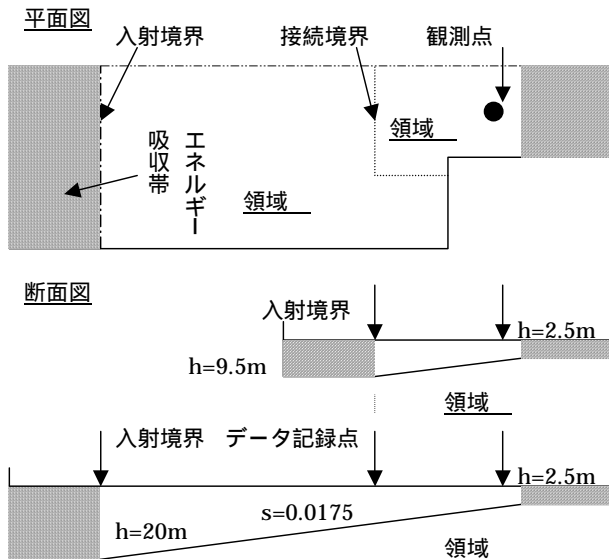 平面図
入射境界 接続境界 観測点
エネルギー
吸収帯
領域
領域
断面図
入射境界
h=2.5m
h=9.5m
領域
入射境界 データ記録点
h=2.5m
s=0.0175
h=20m
領域